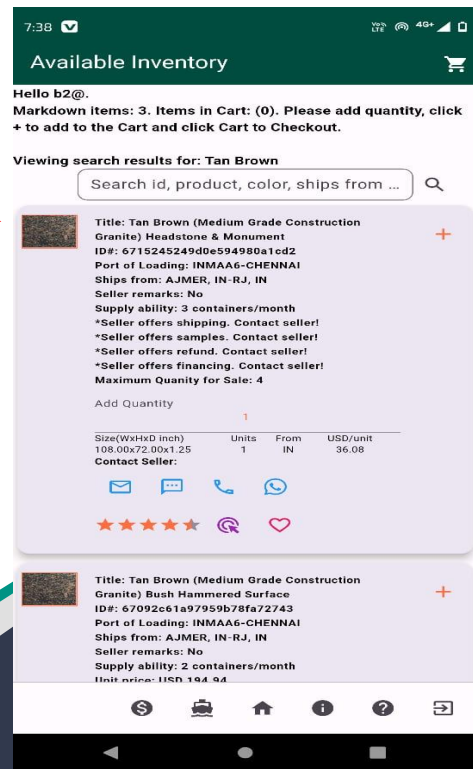 7:38
VoLTE 4G+
Available Inventory
Hello b2@.
Markdown items: 3. Items in Cart: (0). Please add quantity, click
+ to add to the Cart and click Cart to Checkout.
Viewing search results for: Tan Brown
Search id, product, color, ships from ...
Title: Tan Brown (Medium Grade Construction
Granite) Headstone & Monument
ID#: 6715245249d0e594980a1cd2
Port of Loading: INMAA6-CHENNAI
Ships from: AJMER, IN-RJ, IN
Seller remarks: No
Supply ability: 3 containers/month
*Seller offers shipping. Contact seller!
*Seller offers samples. Contact seller!
*Seller offers refund. Contact seller!
*Seller offers financing. Contact seller!
Maximum Quanity for Sale: 4
+
Add Quantity
1
Size(WxHxD inch) Units From USD/unit
108.00x72.00x1.25 1 IN 36.08
Contact Seller:
Title: Tan Brown (Medium Grade Construction
Granite) Bush Hammered Surface
ID#: 67092c61a97959b78fa72743
Port of Loading: INMAA6-CHENNAI
Ships from: AJMER, IN-RJ, IN
Seller remarks: No
Supply ability: 2 containers/month
Unit price: USD 194.94
+